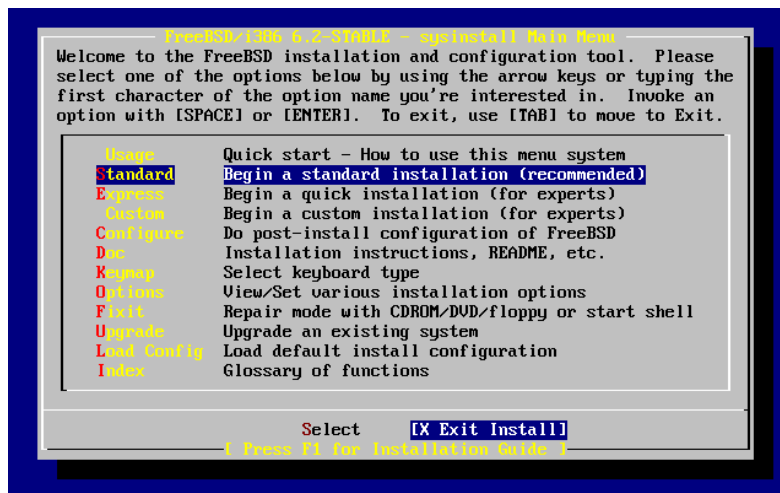 FreeBSD/i386 6.2-STABLE - sysinstall Main Menu
Welcome to the FreeBSD installation and configuration tool.  Please
select one of the options below by using the arrow keys or typing the
first character of the option name you're interested in.  Invoke an
option with [SPACE] or [ENTER].  To exit, use [TAB] to move to Exit.
Usage Quick start - How to use this menu system
Standard Begin a standard installation (recommended)
Express Begin a quick installation (for experts)
Custom Begin a custom installation (for experts)
Configure Do post-install configuration of FreeBSD
Doc Installation instructions, README, etc.
Keymap Select keyboard type
Options View/Set various installation options
Fixit Repair mode with CDROM/DVD/floppy or start shell
Upgrade Upgrade an existing system
Load Config Load default install configuration
Index Glossary of functions
Select [X Exit Install]
[ Press F1 for Installation Guide ]